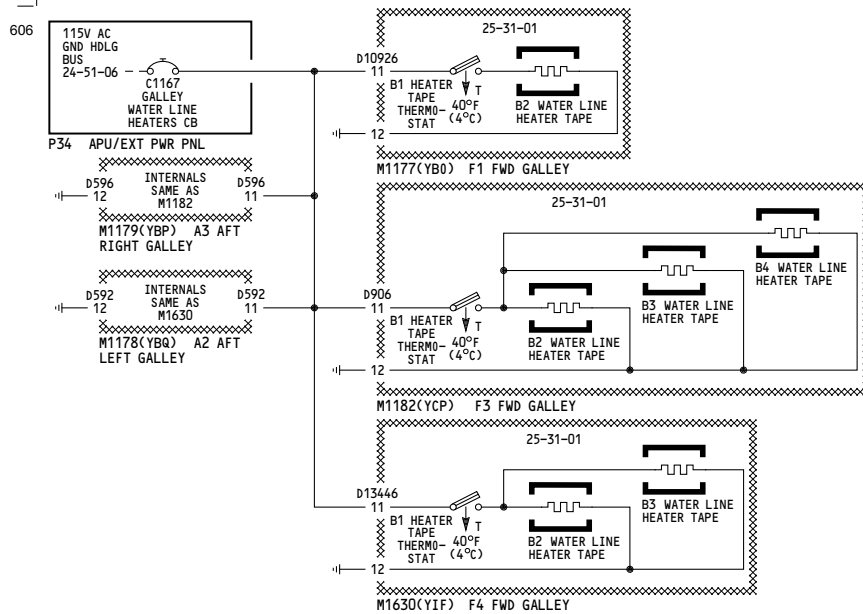 606
115V AC
GND HDLG
BUS
24-51-06
C1167
GALLEY
WATER LINE
HEATERS CB
P34 APU/EXT PWR PNL
D596
12
INTERNALS
SAME AS
M1182
D596
11
M1179(YBP) A3 AFT
RIGHT GALLEY
D592
12
INTERNALS
SAME AS
M1630
D592
11
M1178(YBQ) A2 AFT
LEFT GALLEY
25-31-01
D10926
11
B1 HEATER
TAPE
THERMO-
STAT
T
40°F
(4°C)
B2 WATER LINE
HEATER TAPE
12
M1177(YBO) F1 FWD GALLEY
25-31-01
D906
11
B1 HEATER
TAPE
THERMO-
STAT
T
40°F
(4°C)
B2 WATER LINE
HEATER TAPE
B3 WATER LINE
HEATER TAPE
B4 WATER LINE
HEATER TAPE
12
M1182(YCP) F3 FWD GALLEY
25-31-01
D13446
11
B1 HEATER
TAPE
THERMO-
STAT
T
40°F
(4°C)
B2 WATER LINE
HEATER TAPE
B3 WATER LINE
HEATER TAPE
12
M1630(YIF) F4 FWD GALLEY